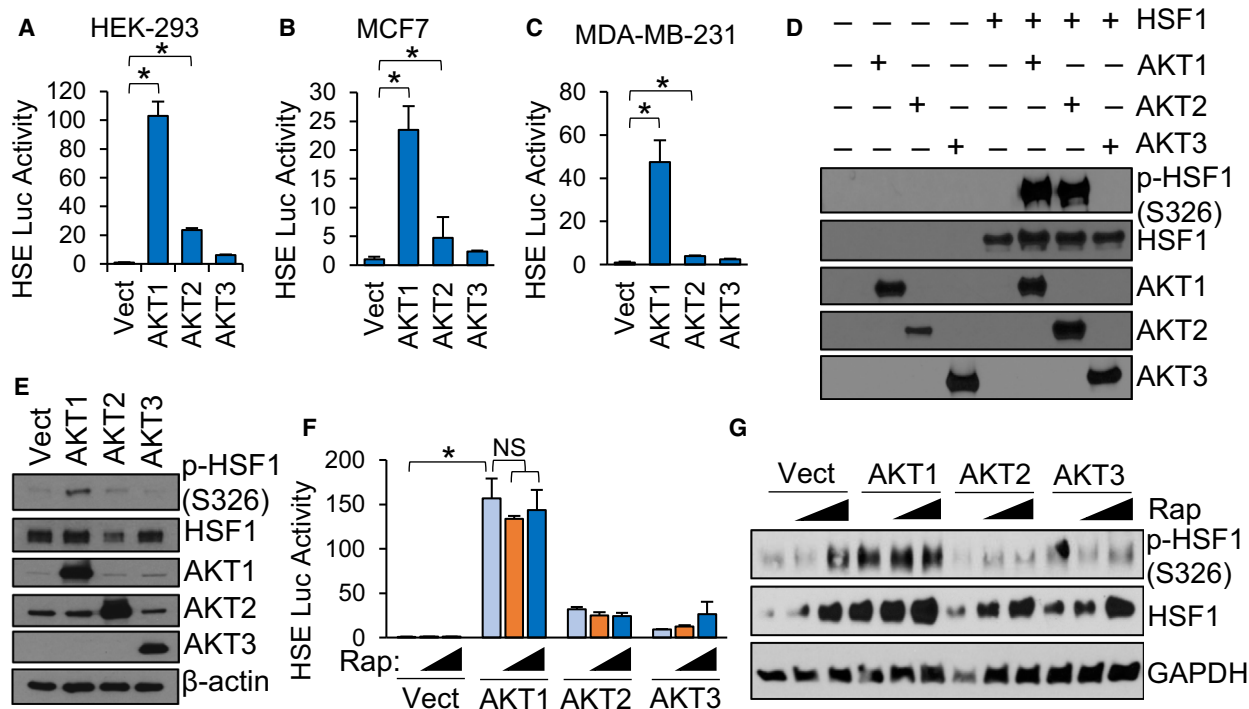 A
HEK-293
HSE Luc Activity
120
100
80
60
40
20
0
*
*
Vect
AKT1
AKT2
AKT3
B
MCF7
HSE Luc Activity
30
25
20
15
10
5
0
*
*
Vect
AKT1
AKT2
AKT3
C
MDA-MB-231
HSE Luc Activity
80
60
40
20
0
*
*
Vect
AKT1
AKT2
AKT3
D
– – – – + + + + HSF1
– + – – – + – – AKT1
– – + – – – + – AKT2
– – – + – – – + AKT3
p-HSF1
(S326)
HSF1
AKT1
AKT2
AKT3
E
Vect
AKT1
AKT2
AKT3
p-HSF1
(S326)
HSF1
AKT1
AKT2
AKT3
β-actin
F
HSE Luc Activity
200
150
100
50
0
*
NS
Rap:
Vect AKT1 AKT2 AKT3
G
Vect AKT1 AKT2 AKT3
Rap
p-HSF1
(S326)
HSF1
GAPDH